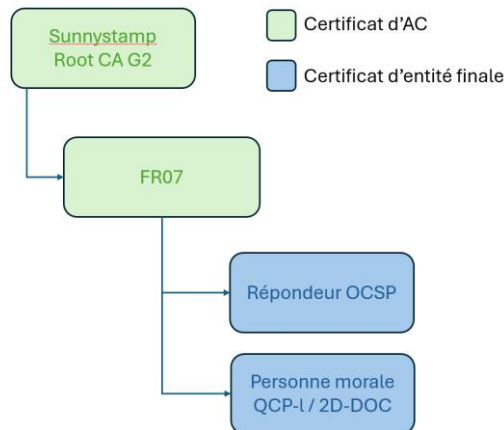 Sunnystamp
Root CA G2
Certificat d’AC
Certificat d’entité finale
FR07
Répondeur OCSP
Personne morale
QCP-l / 2D-DOC